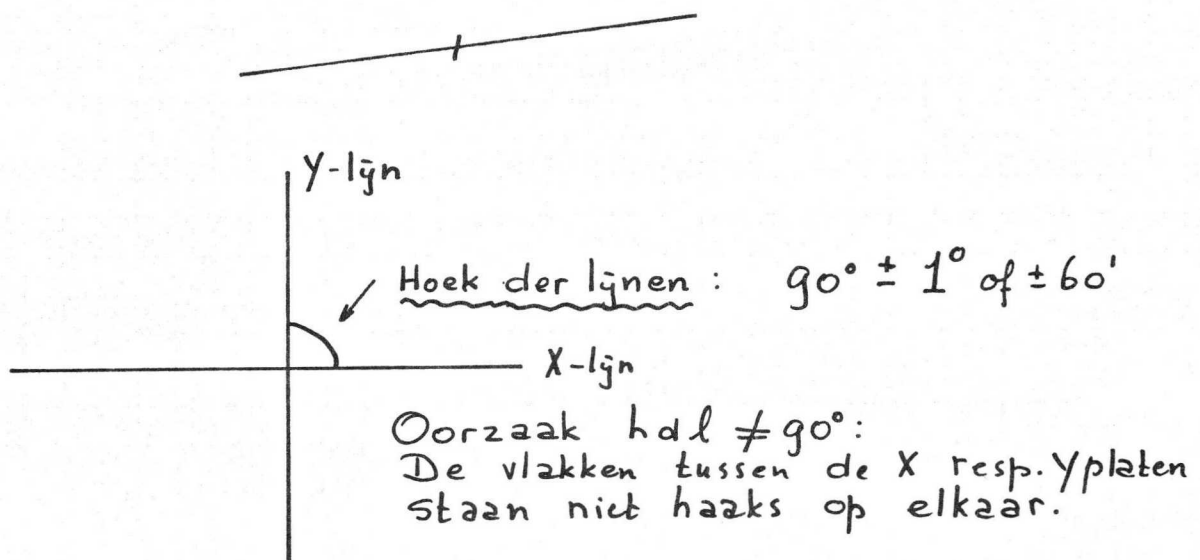 Y-lijn
Hoek der lijnen : 90° ± 1° of ± 60'
X-lijn
Oorzaak hdl ≠ 90°:
De vlakken tussen de X resp. Y platen
staan niet haaks op elkaar.